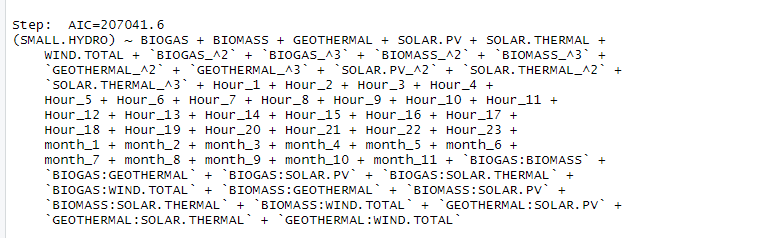 Step:  AIC=207041.6
(SMALL.HYDRO) ~ BIOGAS + BIOMASS + GEOTHERMAL + SOLAR.PV + SOLAR.THERMAL +
WIND.TOTAL + `BIOGAS_^2` + `BIOGAS_^3` + `BIOMASS_^2` + `BIOMASS_^3` +
`GEOTHERMAL_^2` + `GEOTHERMAL_^3` + `SOLAR.PV_^2` + `SOLAR.THERMAL_^2` +
`SOLAR.THERMAL_^3` + Hour_1 + Hour_2 + Hour_3 + Hour_4 +
Hour_5 + Hour_6 + Hour_7 + Hour_8 + Hour_9 + Hour_10 + Hour_11 +
Hour_12 + Hour_13 + Hour_14 + Hour_15 + Hour_16 + Hour_17 +
Hour_18 + Hour_19 + Hour_20 + Hour_21 + Hour_22 + Hour_23 +
month_1 + month_2 + month_3 + month_4 + month_5 + month_6 +
month_7 + month_8 + month_9 + month_10 + month_11 + `BIOGAS:BIOMASS` +
`BIOGAS:GEOTHERMAL` + `BIOGAS:SOLAR.PV` + `BIOGAS:SOLAR.THERMAL` +
`BIOGAS:WIND.TOTAL` + `BIOMASS:GEOTHERMAL` + `BIOMASS:SOLAR.PV` +
`BIOMASS:SOLAR.THERMAL` + `BIOMASS:WIND.TOTAL` + `GEOTHERMAL:SOLAR.PV` +
`GEOTHERMAL:SOLAR.THERMAL` + `GEOTHERMAL:WIND.TOTAL`